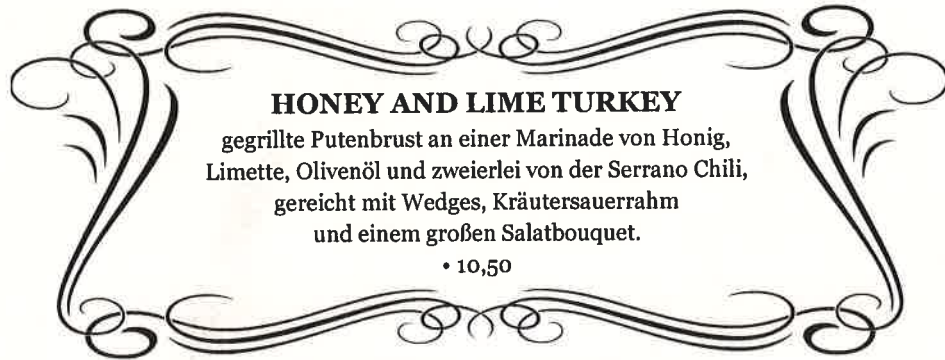 HONEY AND LIME TURKEY
gegrillte Putenbrust an einer Marinade von Honig,
Limette, Olivenöl und zweierlei von der Serrano Chili,
gereicht mit Wedges, Kräutersauerrahm
und einem großen Salatbouquet.
• 10,50